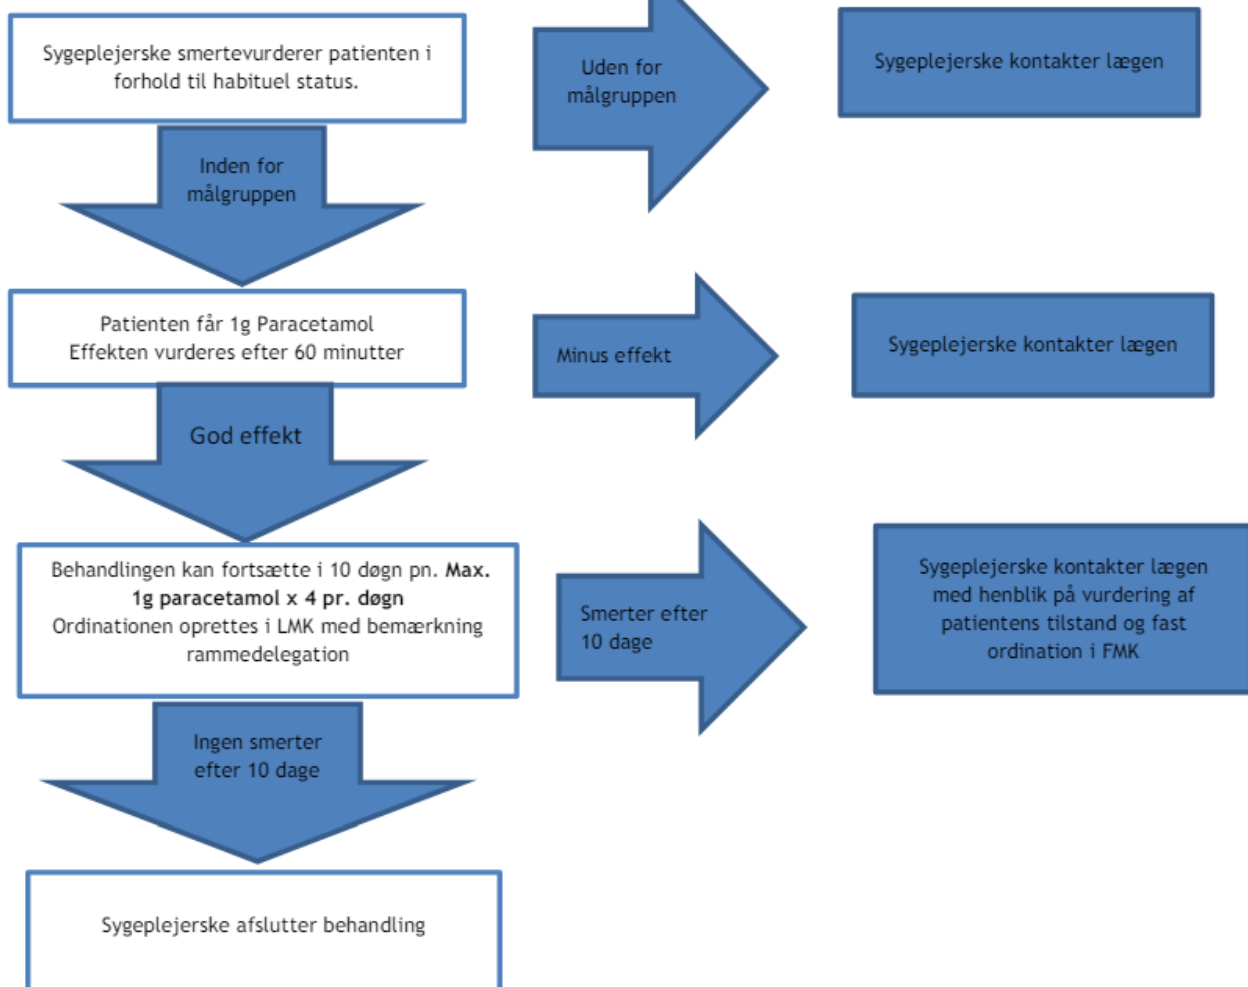 Sygeplejerske smertevurderer patienten i
forhold til habituel status.
Uden for
målgruppen
Sygeplejerske kontakter lægen
Inden for
målgruppen
Patienten får 1g Paracetamol
Effekten vurderes efter 60 minutter
Minus effekt
Sygeplejerske kontakter lægen
God effekt
Behandlingen kan fortsætte i 10 døgn pn. Max.
1g paracetamol x 4 pr. døgn
Ordinationen oprettes i LMK med bemærkning
rammedelegation
Smerter efter
10 dage
Sygeplejerske kontakter lægen
med henblik på vurdering af
patientens tilstand og fast
ordination i FMK
Ingen smerter
efter 10 dage
Sygeplejerske afslutter behandling